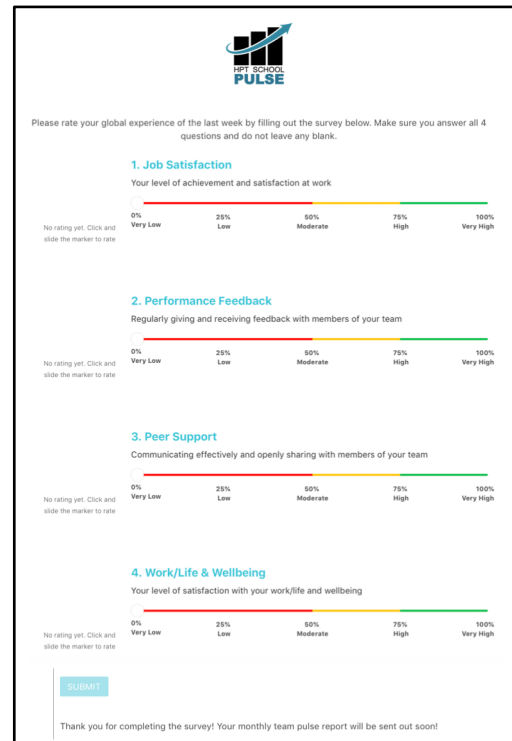 HPT SCHOOL
PULSE
Please rate your global experience of the last week by filling out the survey below. Make sure you answer all 4
questions and do not leave any blank.
1. Job Satisfaction
Your level of achievement and satisfaction at work
No rating yet. Click and
slide the marker to rate
0% 25% 50% 75% 100%
Very Low Low Moderate High Very High
2. Performance Feedback
Regularly giving and receiving feedback with members of your team
No rating yet. Click and
slide the marker to rate
0% 25% 50% 75% 100%
Very Low Low Moderate High Very High
3. Peer Support
Communicating effectively and openly sharing with members of your team
No rating yet. Click and
slide the marker to rate
0% 25% 50% 75% 100%
Very Low Low Moderate High Very High
4. Work/Life & Wellbeing
Your level of satisfaction with your work/life and wellbeing
No rating yet. Click and
slide the marker to rate
0% 25% 50% 75% 100%
Very Low Low Moderate High Very High
SUBMIT
Thank you for completing the survey! Your monthly team pulse report will be sent out soon!